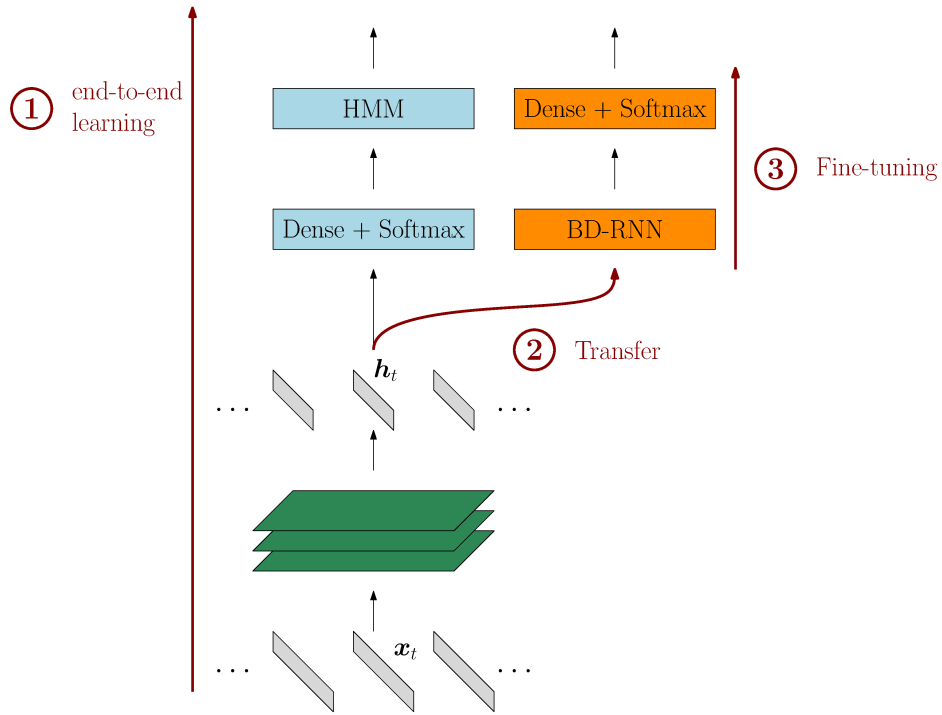 1
end-to-end
learning
HMM
Dense + Softmax
Dense + Softmax
BD-RNN
3
Fine-tuning
2
Transfer
h_t
...
...
x_t
...
...